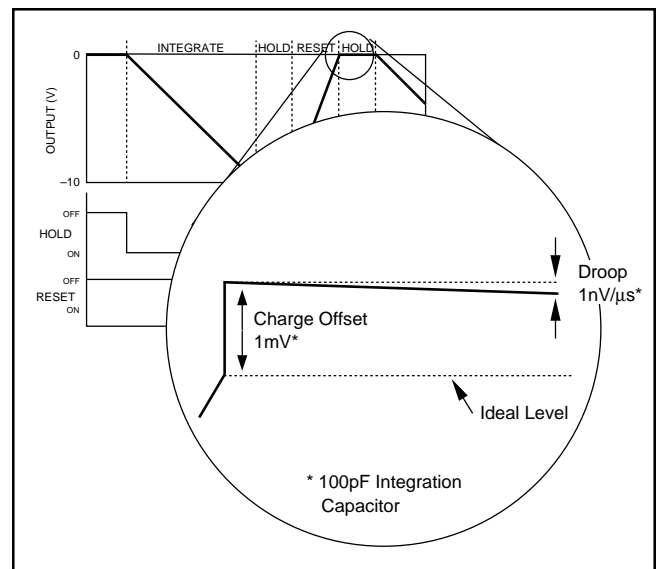 INTEGRATE HOLD RESET HOLD
0
OUTPUT (V)
–10
OFF
HOLD
ON
OFF
RESET
ON
Droop
1nV/µs*
Charge Offset
1mV*
Ideal Level
* 100pF Integration
Capacitor